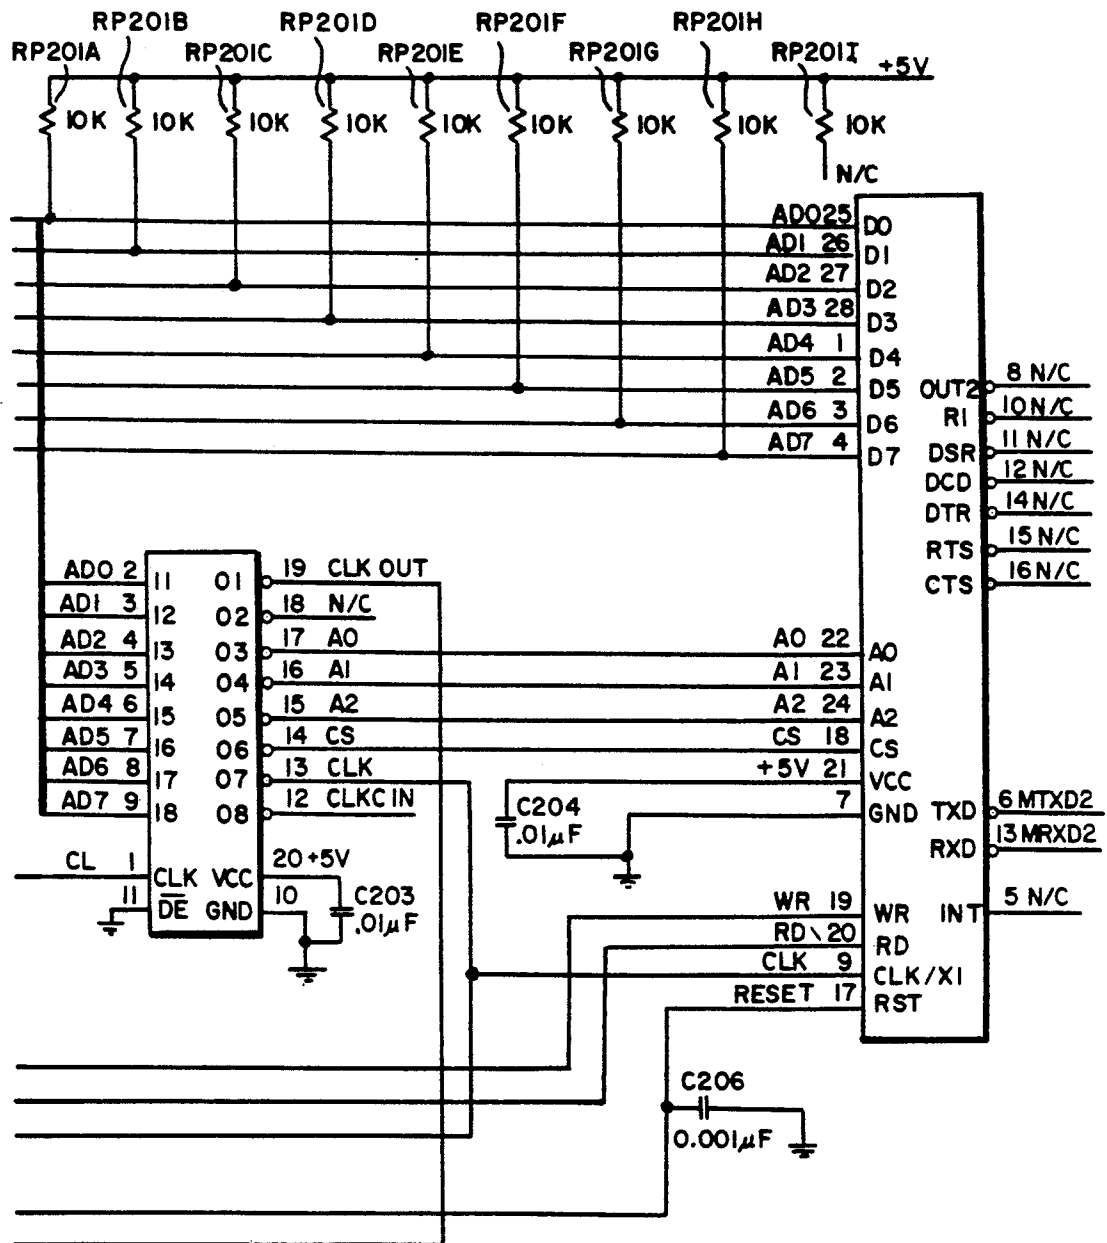 RP201B RP201D RP201F RP201H
RP201A RP201C RP201E RP201G RP201I +5V
10K 10K 10K 10K 10K 10K 10K 10K 10K
N/C
AD0 25 D0
AD1 26 D1
AD2 27 D2
AD3 28 D3
AD4 1 D4
AD5 2 D5
AD6 3 D6
AD7 4 D7
OUT2 8 N/C
RI 10 N/C
DSR 11 N/C
DCD 12 N/C
DTR 14 N/C
RTS 15 N/C
CTS 16 N/C
AD0 2 I1 O1 19 CLK OUT
AD1 3 I2 O2 18 N/C
AD2 4 I3 O3 17 A0
AD3 5 I4 O4 16 A1
AD4 6 I5 O5 15 A2
AD5 7 I6 O6 14 CS
AD6 8 I7 O7 13 CLK
AD7 9 I8 O8 12 CLKC IN
CL 1 CLK VCC 20 +5V
11 DE GND 10
C203
.01µF
A0 22 A0
A1 23 A1
A2 24 A2
CS 18 CS
+5V 21 VCC
7 GND TXD 6 MTXD2
RXD 13 MRXD2
C204
.01µF
WR 19 WR INT 5 N/C
RD\ 20 RD
CLK 9 CLK/X1
RESET 17 RST
C206
0.001µF